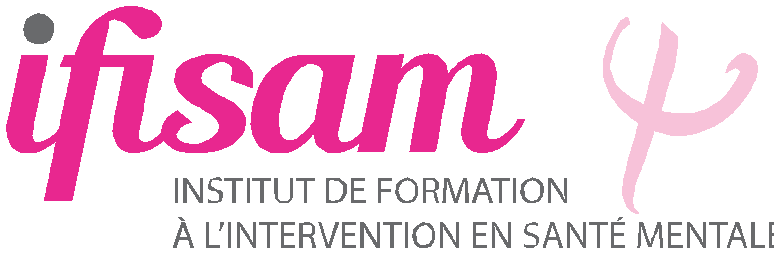 ifisam
INSTITUT DE FORMATION
À L'INTERVENTION EN SANTÉ MENTALE